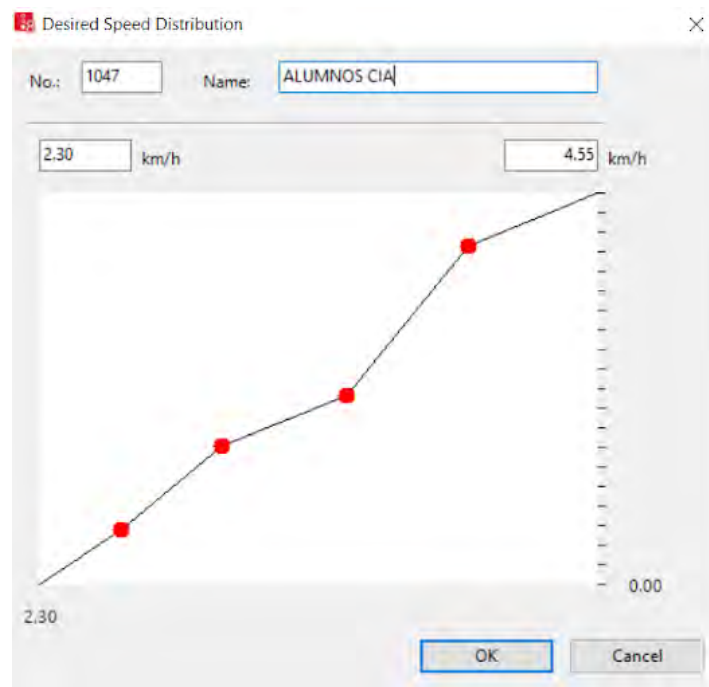 Desired Speed Distribution
No.: 1047 Name: ALUMNOS CIA
2.30 km/h 4.55 km/h
0.00
2.30
OK Cancel